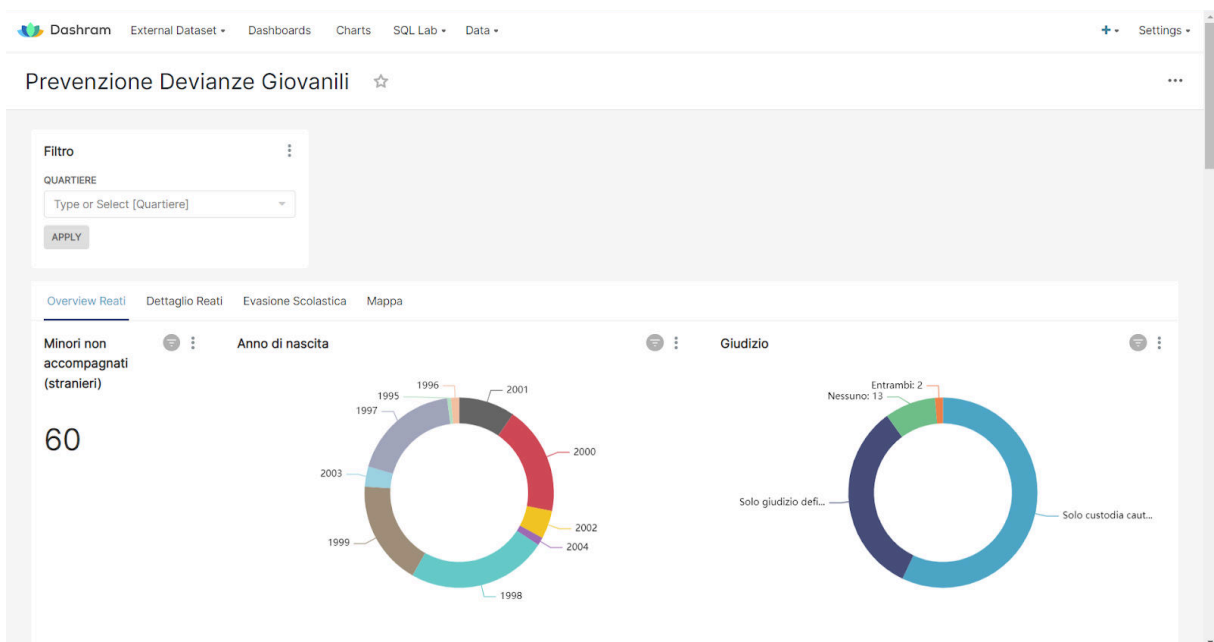 Dashram External Dataset Dashboards Charts SQL Lab Data + Settings
Prevenzione Devianze Giovanili
Filtro
QUARTIERE
Type or Select [Quartiere]
APPLY
Overview Reati Dettaglio Reati Evasione Scolastica Mappa
Minori non
accompagnati
(stranieri)
60
Anno di nascita
1996
2001
1995
1997
2000
2003
2002
1999
2004
1998
Giudizio
Entrambi: 2
Nessuno: 13
Solo giudizio defi...
Solo custodia caut...